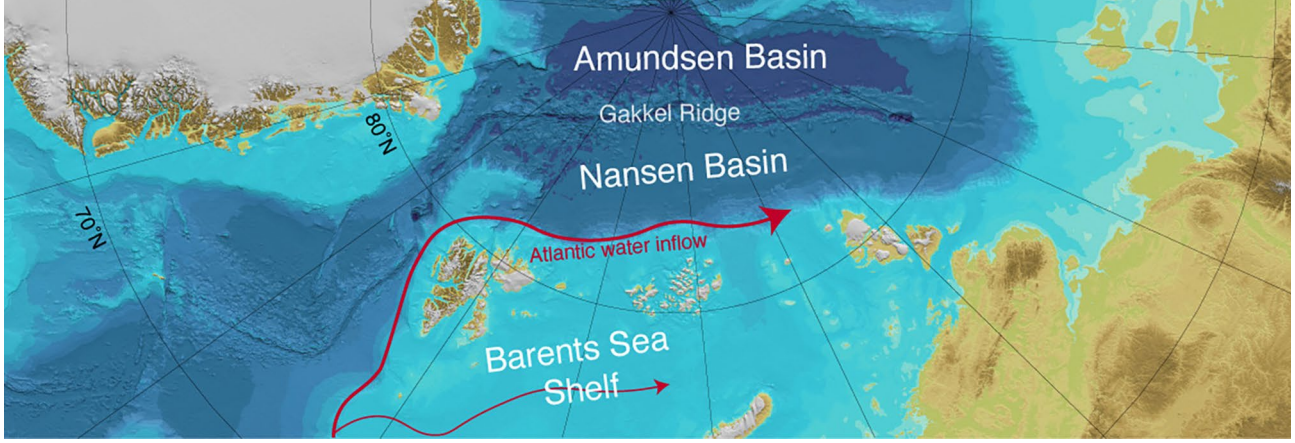 Amundsen Basin
Gakkel Ridge
80°N
Nansen Basin
70°N
Atlantic water inflow
Barents Sea
Shelf